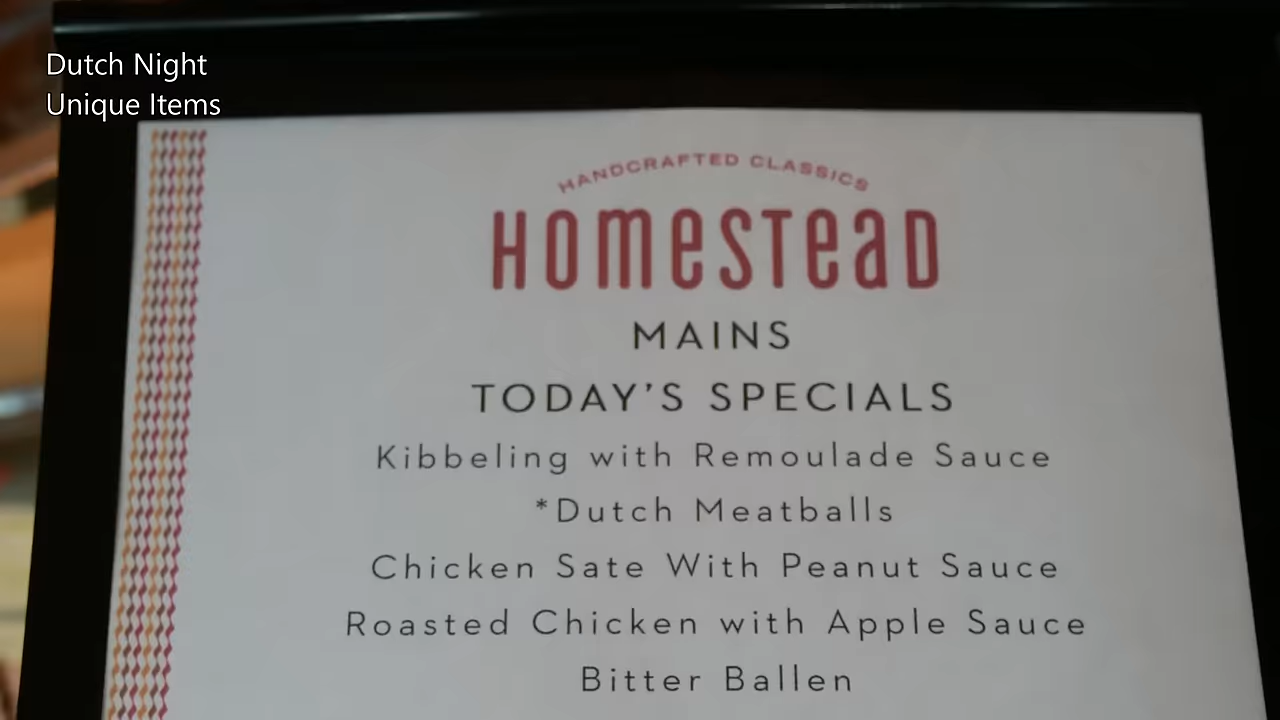 Dutch Night
Unique Items
HANDCRAFTED CLASSICS
HOMESTEAD
MAINS
TODAY'S SPECIALS
Kibbeling with Remoulade Sauce
*Dutch Meatballs
Chicken Sate With Peanut Sauce
Roasted Chicken with Apple Sauce
Bitter Ballen